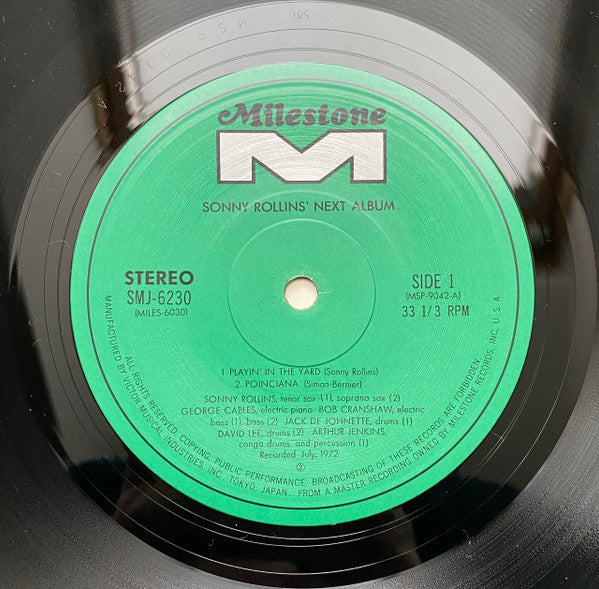 Milestone
M
SONNY ROLLINS' NEXT ALBUM
STEREO
SMJ-6230
(MILES-6030)
SIDE 1
(MSP-9042-A)
33 1/3 RPM
1 PLAYIN' IN THE YARD (Sonny Rollins)
2. POINCIANA (Simon-Bernier)
SONNY ROLLINS, tenor sax (1), soprano sax (2)
GEORGE CABLES, electric piano BOB CRANSHAW, electric
bass (1), bass (2) JACK DE JOHNETTE, drums (1)
DAVID LEE, drums (2) ARTHUR JENKINS,
conga drums and percussion (1)
Recorded July, 1972
MANUFACTURED BY VICTOR MUSICAL INDUSTRIES, INC. TOKYO, JAPAN. FROM A MASTER RECORDING OWNED BY MILESTONE RECORDS, INC. U.S.A.
ALL RIGHTS RESERVED. COPYING, PUBLIC PERFORMANCE, BROADCASTING OF THESE RECORDS ARE FORBIDDEN.